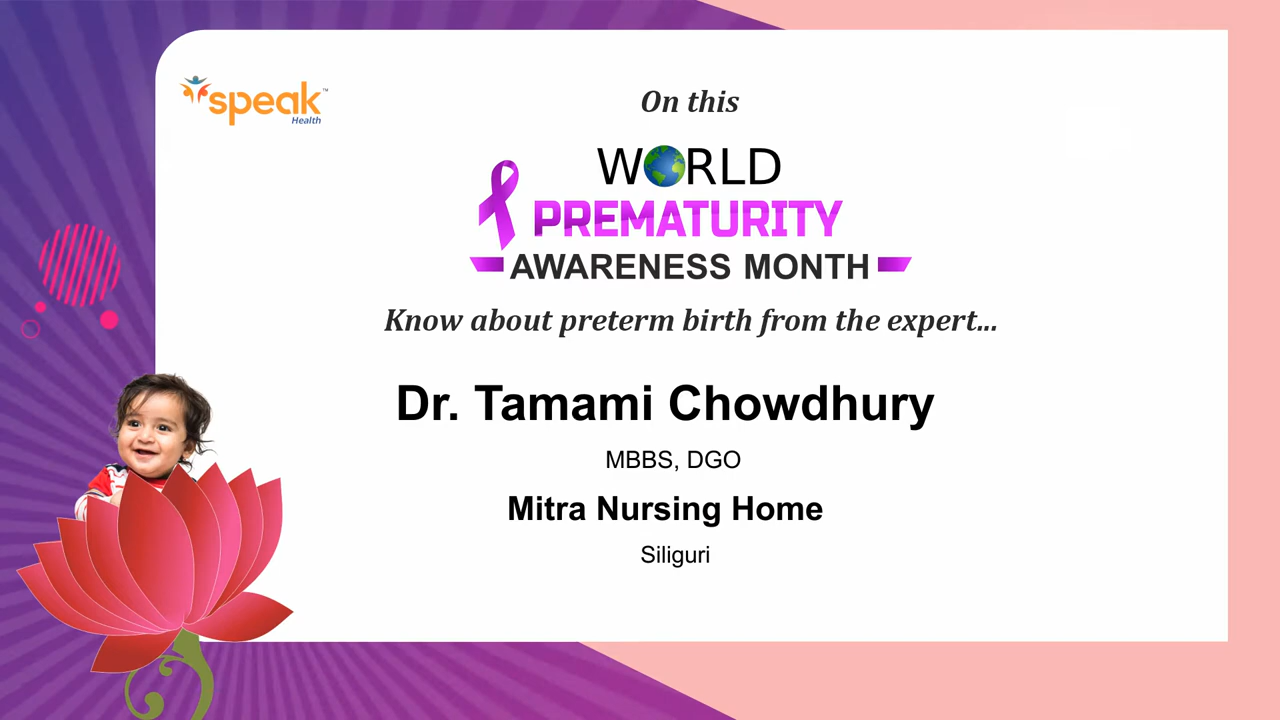 speak™
Health
On this
WORLD
PREMATURITY
AWARENESS MONTH
Know about preterm birth from the expert...
Dr. Tamami Chowdhury
MBBS, DGO
Mitra Nursing Home
Siliguri